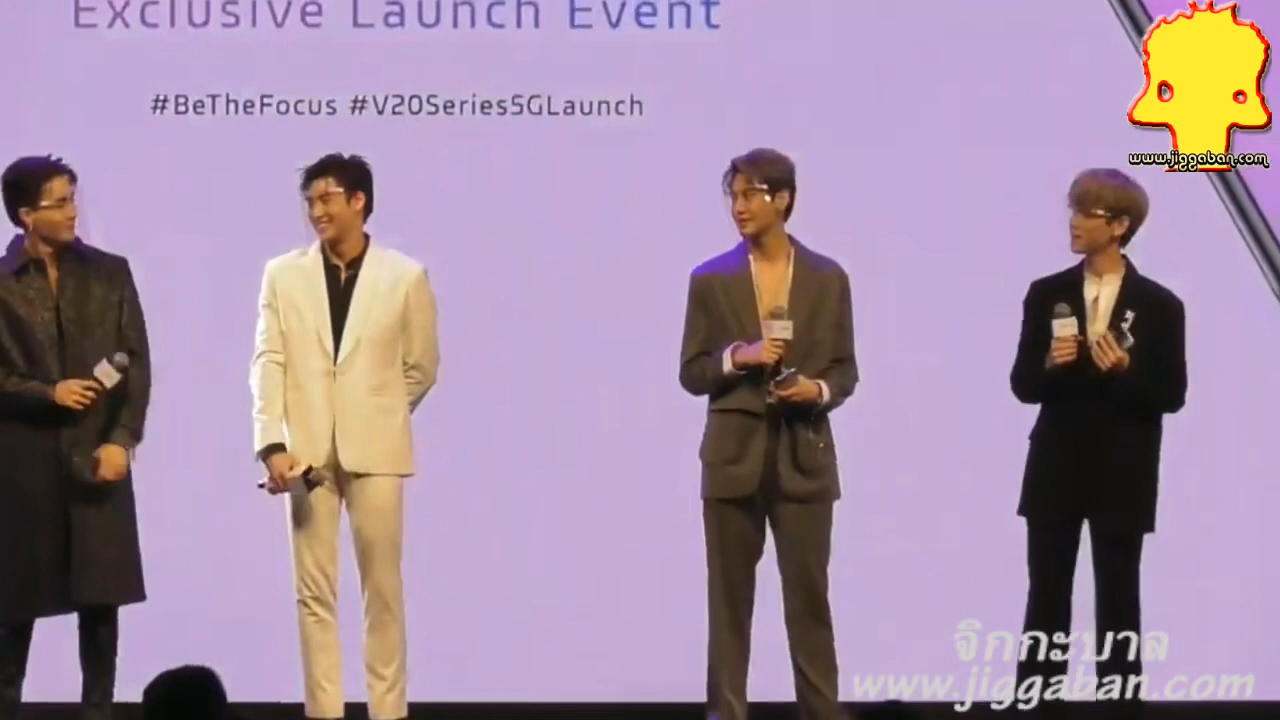 Exclusive Launch Event
#BeTheFocus #V20Series5GLaunch
www.jiggaban.com
จิกกะบาล
www.jiggaban.com